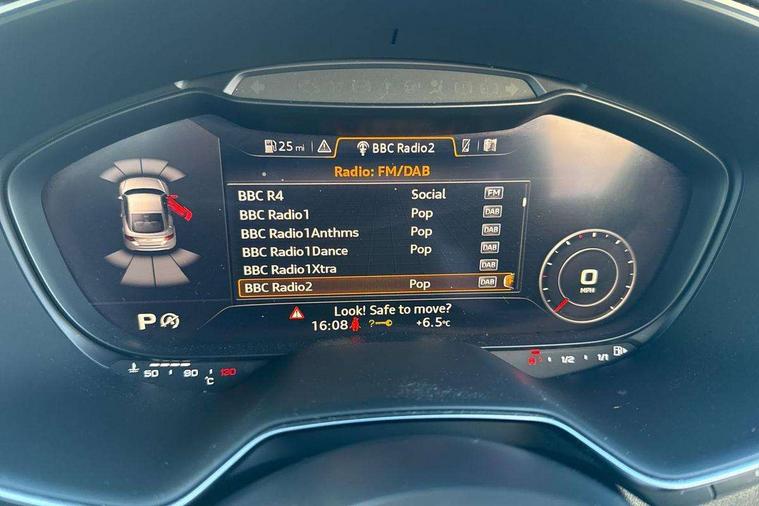 25 mi BBC Radio2
Radio: FM/DAB
BBC R4 Social FM
BBC Radio1 Pop DAB
BBC Radio1Anthms Pop DAB
BBC Radio1Dance Pop DAB
BBC Radio1Xtra DAB
BBC Radio2 Pop DAB
0
MPH
P
Look! Safe to move?
16:08 ? +6.5°C
50 90 130
°C
1/2 1/1